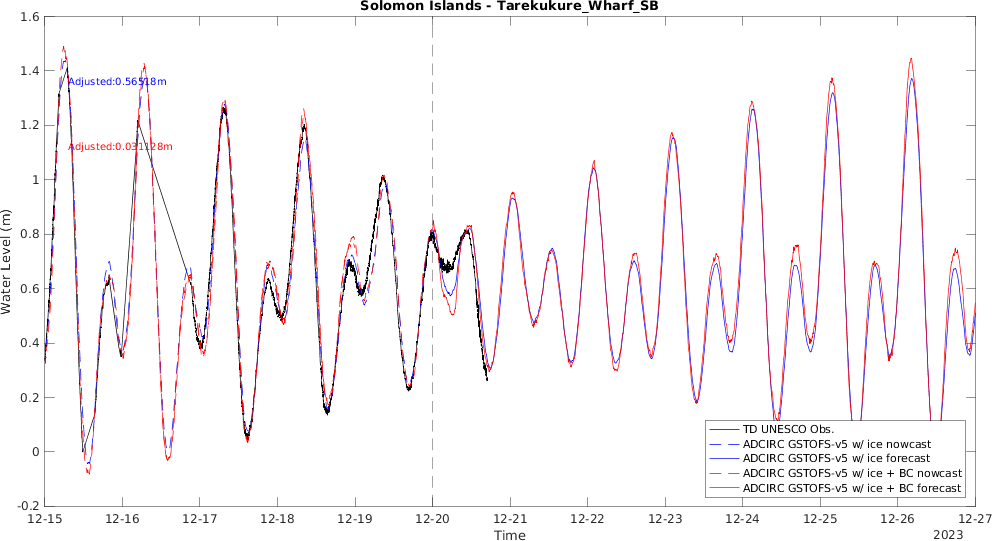 Solomon Islands - Tarekukure_Wharf_SB
Water Level (m)
1.6
1.4
1.2
1
0.8
0.6
0.4
0.2
0
-0.2
Adjusted:0.56518m
Adjusted:0.031128m
TD UNESCO Obs.
ADCIRC GSTOFS-v5 w/ ice nowcast
ADCIRC GSTOFS-v5 w/ ice forecast
ADCIRC GSTOFS-v5 w/ ice + BC nowcast
ADCIRC GSTOFS-v5 w/ ice + BC forecast
12-15 12-16 12-17 12-18 12-19 12-20 12-21 12-22 12-23 12-24 12-25 12-26 12-27
Time
2023